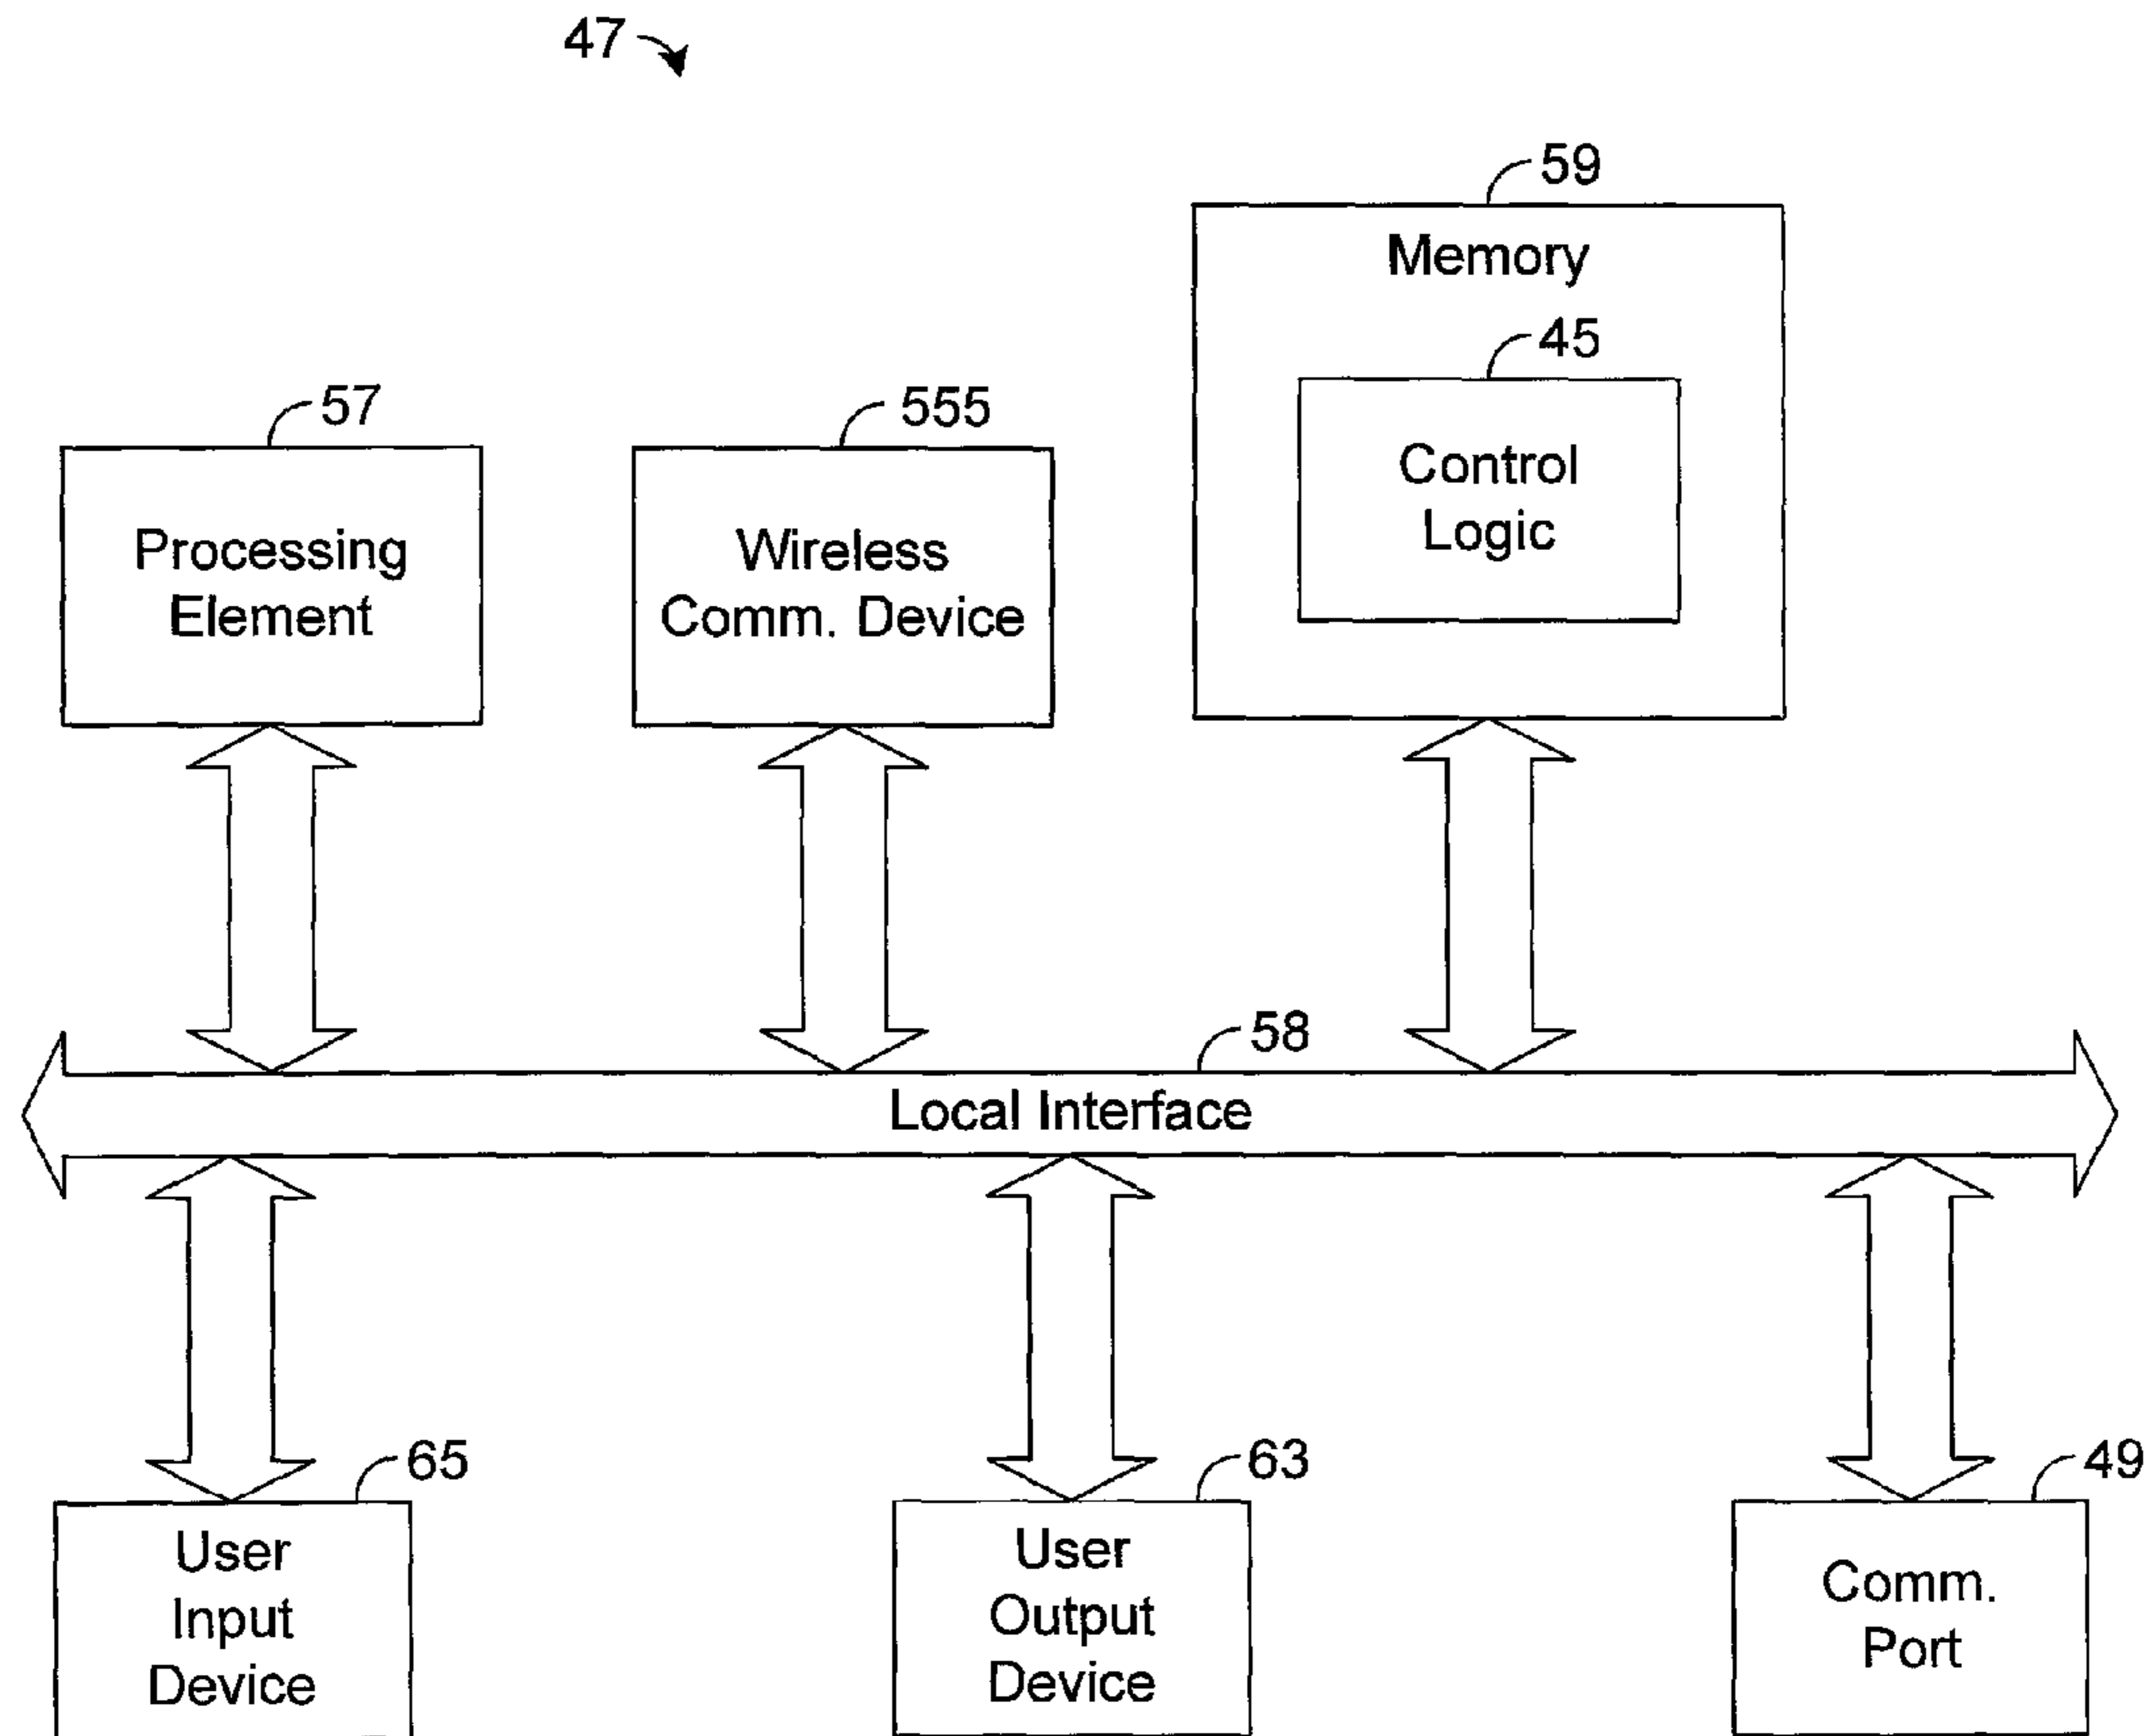 47
59
Memory
45
Control
Logic
57
Processing
Element
555
Wireless
Comm. Device
58
Local Interface
65
User
Input
Device
63
User
Output
Device
49
Comm.
Port